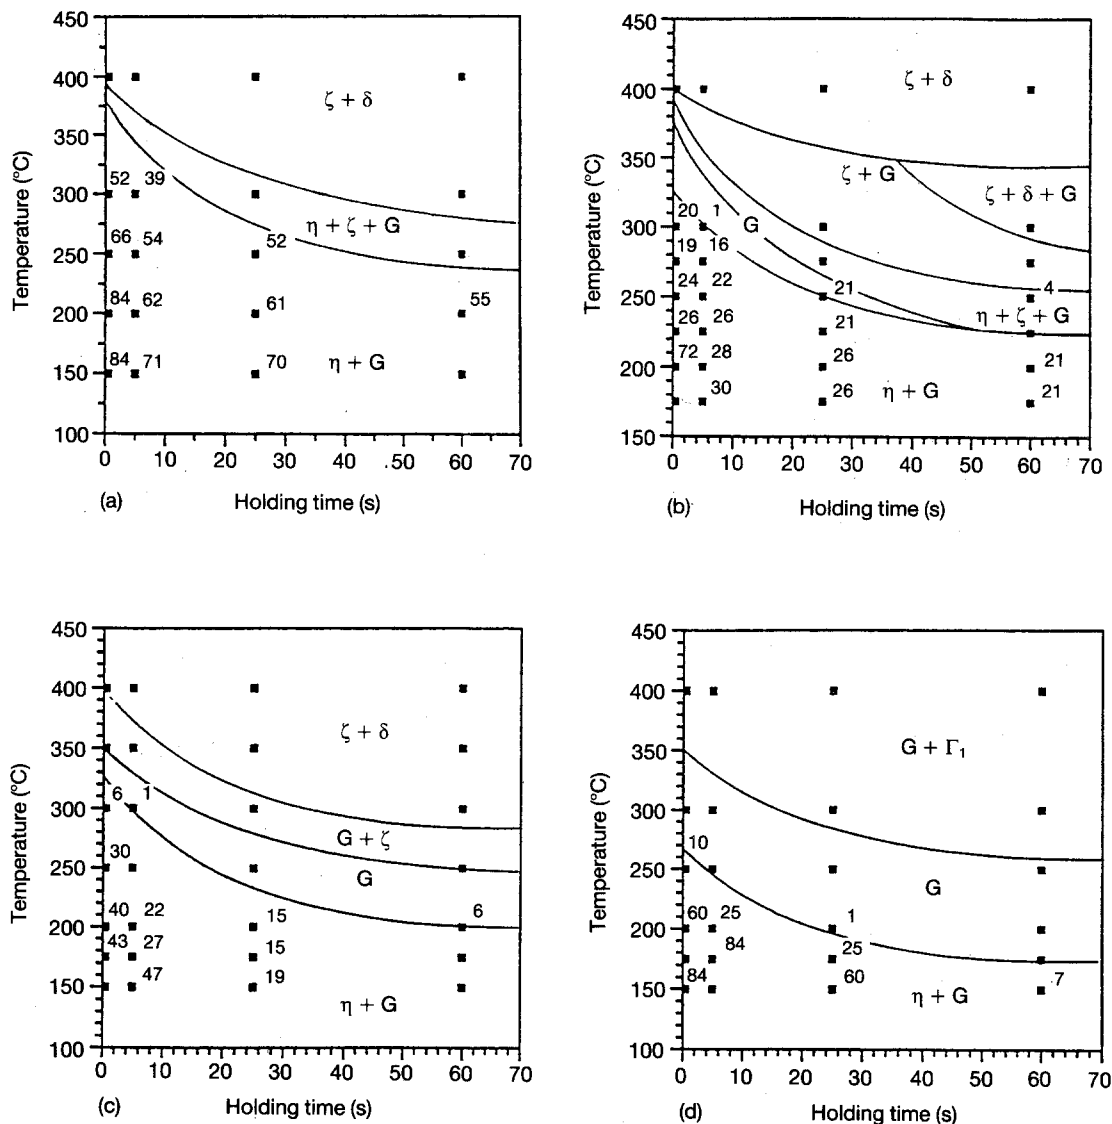 450
400
350
300
250
200
150
100
Temperature (°C)
ζ + δ
52 39
η + ζ + G
66 54 52
84 62 61 55
84 71 70 η + G
0 10 20 30 40 .50 60 70
(a) Holding time (s)
450
400
350
300
250
200
150
Temperature (°C)
ζ + δ
ζ + G
ζ + δ + G
20 1 G
19 16
24 22 21 4
26 26 21 η + ζ + G
72 28 26 21
30 26 η + G 21
0 10 20 30 40 50 60 70
(b) Holding time (s)
450
400
350
300
250
200
150
100
Temperature (°C)
ζ + δ
6 1
G + ζ
30 G
40 22 15 6
43 27 15
47 19
η + G
0 10 20 30 40 50 60 70
(c) Holding time (s)
450
400
350
300
250
200
150
100
Temperature (°C)
G + Γ₁
10
G
60 25 1
84 25
84 60 η + G 7
0 10 20 30 40 50 60 70
(d) Holding time (s)